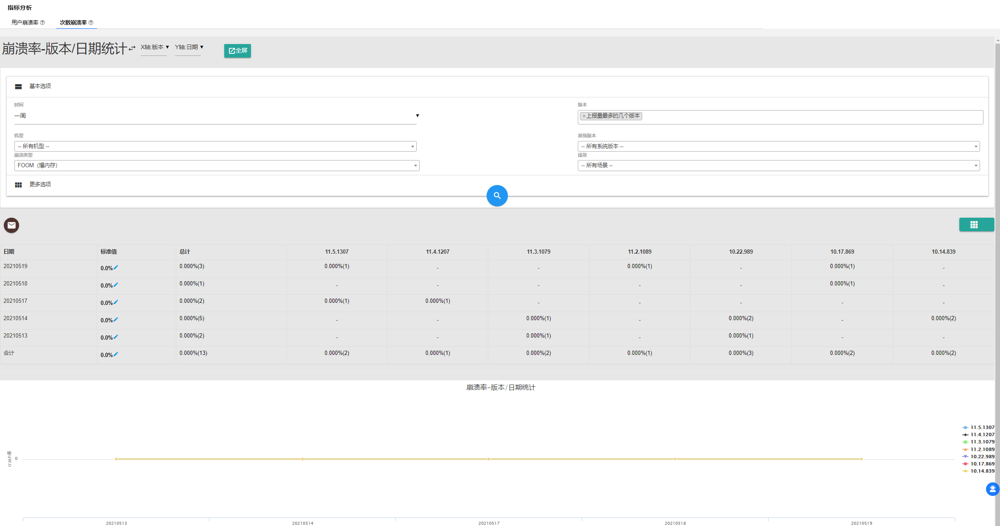 指标分析
用户崩溃率 次数崩溃率
崩溃率-版本/日期统计 X轴:版本 Y轴:日期 全屏
基本选项
时间 版本
一周 ×上报量最多的几个版本
机型 系统版本
-- 所有机型 -- -- 所有系统版本 --
崩溃类型 场景
FOOM（爆内存） -- 所有场景 --
更多选项
日期 标准值 总计 11.5.1307 11.4.1207 11.3.1079 11.2.1089 10.22.989 10.17.869 10.14.839
20210519 0.0% 0.000%(3) 0.000%(1) - - 0.000%(1) - 0.000%(1) -
20210518 0.0% 0.000%(1) - - - - - 0.000%(1) -
20210517 0.0% 0.000%(2) 0.000%(1) 0.000%(1) - - - - -
20210514 0.0% 0.000%(5) - - 0.000%(1) - 0.000%(2) - 0.000%(2)
20210513 0.0% 0.000%(2) - - 0.000%(1) - 0.000%(1) - -
合计 0.0% 0.000%(13) 0.000%(2) 0.000%(1) 0.000%(2) 0.000%(1) 0.000%(3) 0.000%(2) 0.000%(2)
崩溃率-版本/日期统计
crash率
0
11.5.1307
11.4.1207
11.3.1079
11.2.1089
10.22.989
10.17.869
10.14.839
20210513 20210514 20210517 20210518 20210519